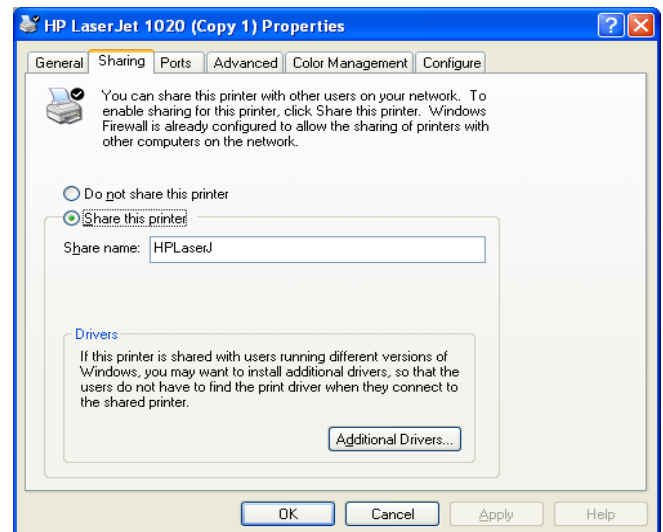 HP LaserJet 1020 (Copy 1) Properties
General Sharing Ports Advanced Color Management Configure
You can share this printer with other users on your network. To
enable sharing for this printer, click Share this printer. Windows
Firewall is already configured to allow the sharing of printers with
other computers on the network.
Do not share this printer
Share this printer
Share name: HPLaserJ
Drivers
If this printer is shared with users running different versions of
Windows, you may want to install additional drivers, so that the
users do not have to find the print driver when they connect to
the shared printer.
Additional Drivers...
OK Cancel Apply Help